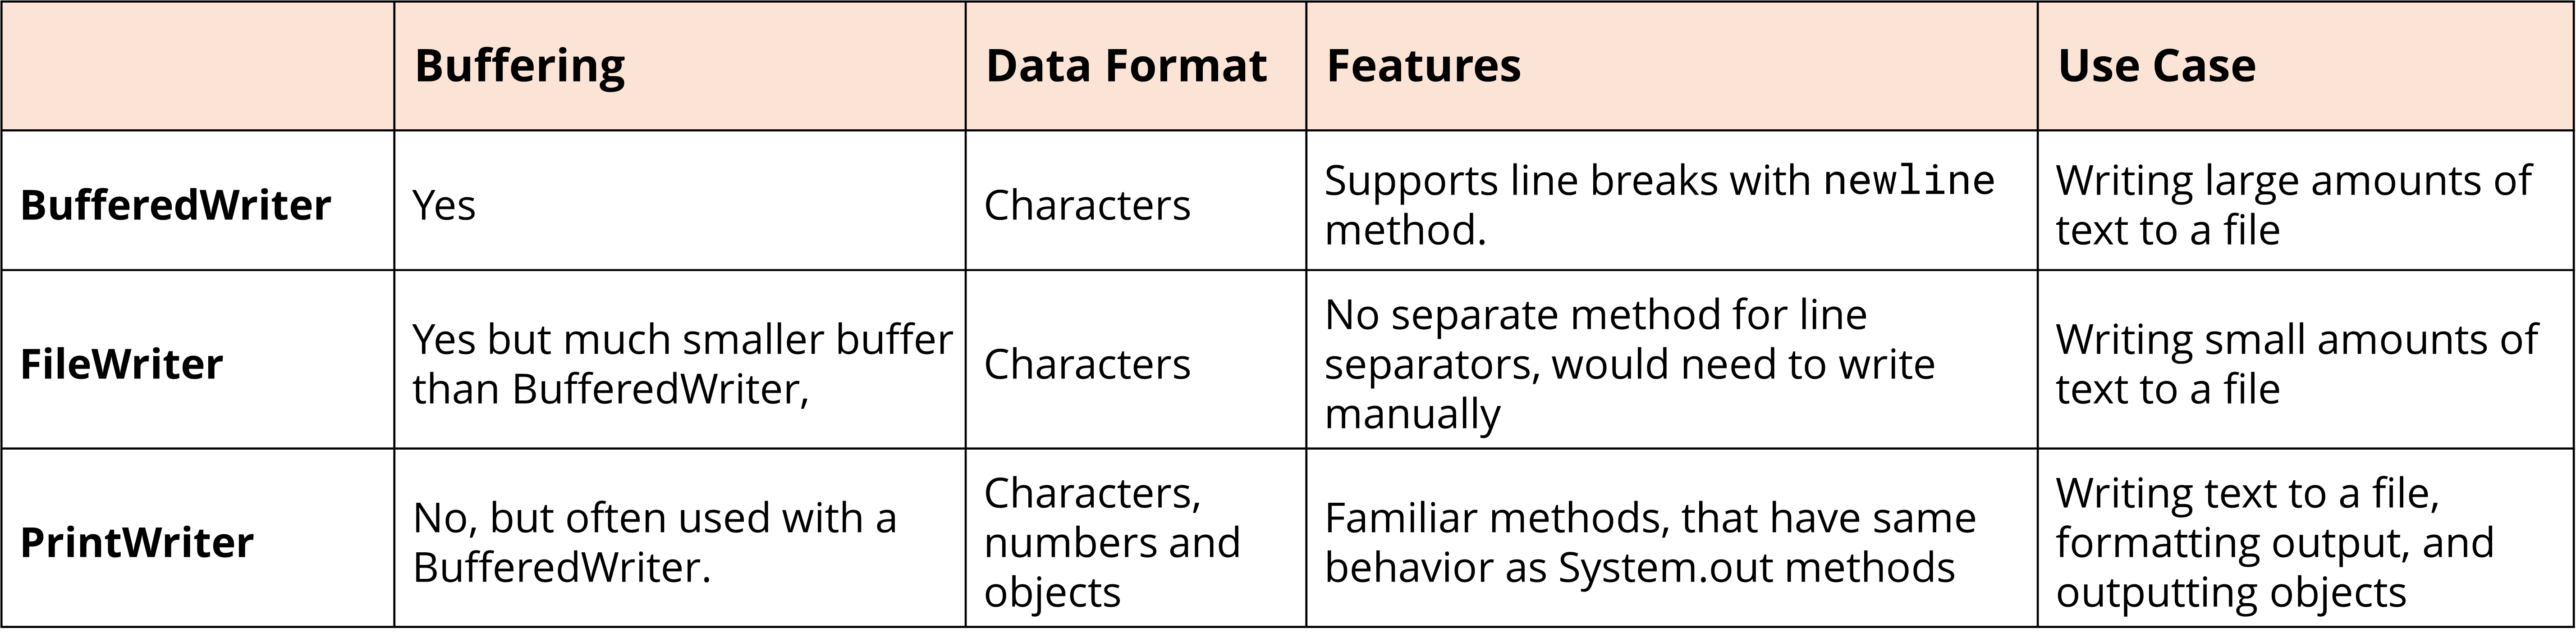 Buffering
Data Format
Features
Use Case
BufferedWriter
Yes
Characters
Supports line breaks with newline
method.
Writing large amounts of
text to a file
FileWriter
Yes but much smaller buffer
than BufferedWriter,
Characters
No separate method for line
separators, would need to write
manually
Writing small amounts of
text to a file
PrintWriter
No, but often used with a
BufferedWriter.
Characters,
numbers and
objects
Familiar methods, that have same
behavior as System.out methods
Writing text to a file,
formatting output, and
outputting objects